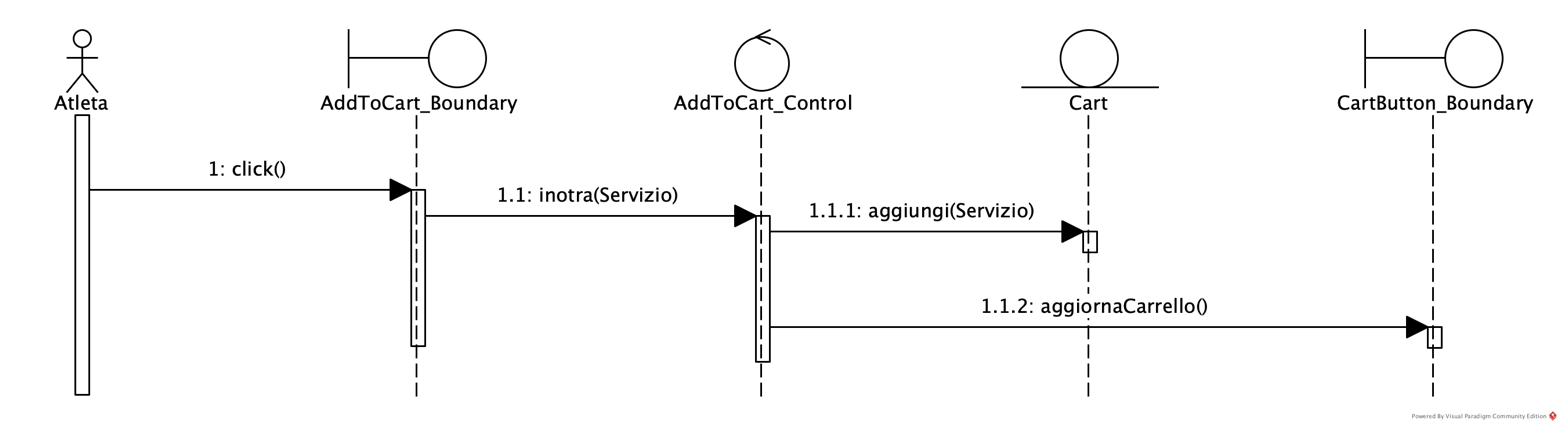 Atleta
AddToCart_Boundary
AddToCart_Control
Cart
CartButton_Boundary
1: click()
1.1: inotra(Servizio)
1.1.1: aggiungi(Servizio)
1.1.2: aggiornaCarrello()
Powered By Visual Paradigm Community Edition